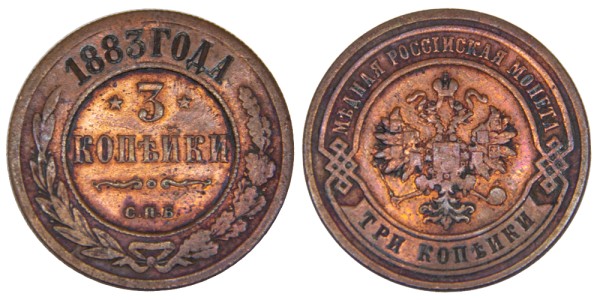 1883 ГОДА
3
КОПѢЙКИ
С.П.Б.
МѢДНАЯ РОССІЙСКАЯ МОНЕТА
ТРИ КОПѢЙКИ